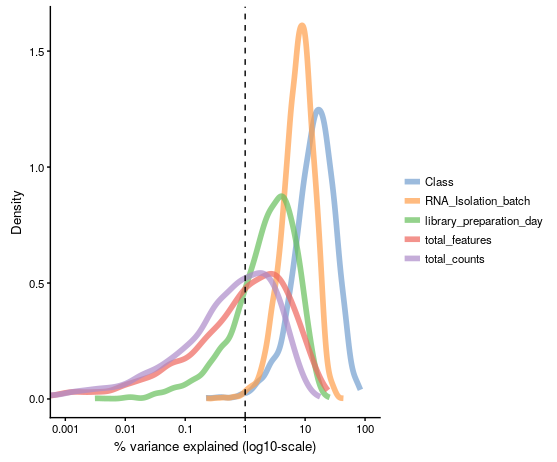 1.5
1.0
0.5
0.0
Density
0.001 0.01 0.1 1 10 100
% variance explained (log10-scale)
Class
RNA_Isolation_batch
library_preparation_day
total_features
total_counts